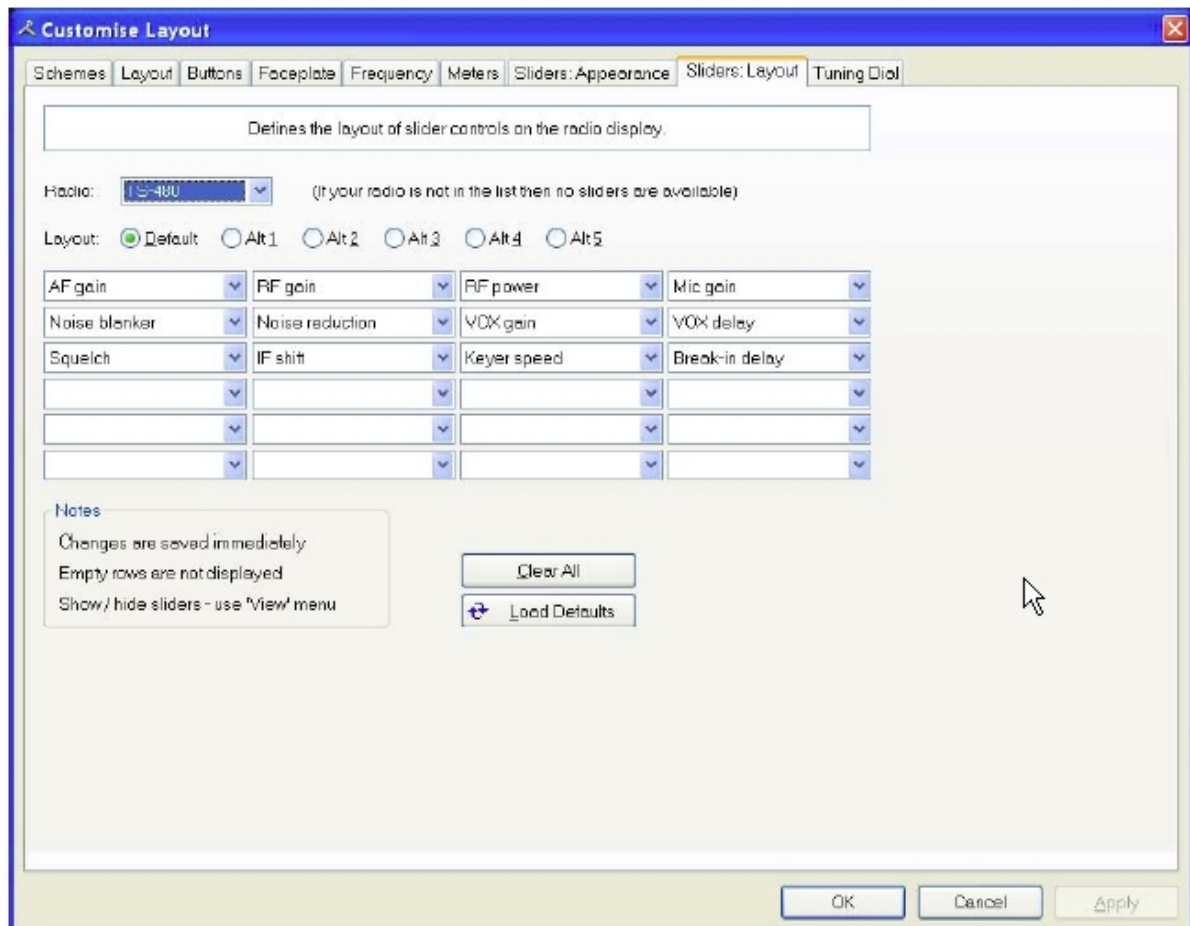 Customise Layout
Schemes Layout Buttons Faceplate Frequency Meters Sliders: Appearance Sliders: Layout Tuning Dial
Defines the layout of slider controls on the radio display.
Radio: TS-480 (If your radio is not in the list then no sliders are available)
Layout: Default Alt 1 Alt 2 Alt 3 Alt 4 Alt 5
AF gain RF gain RF power Mic gain
Noise blanker Noise reduction VOX gain VOX delay
Squelch IF shift Keyer speed Break-in delay
Notes
Changes are saved immediately
Empty rows are not displayed
Show / hide sliders - use 'View' menu
Clear All
Load Defaults
OK Cancel Apply